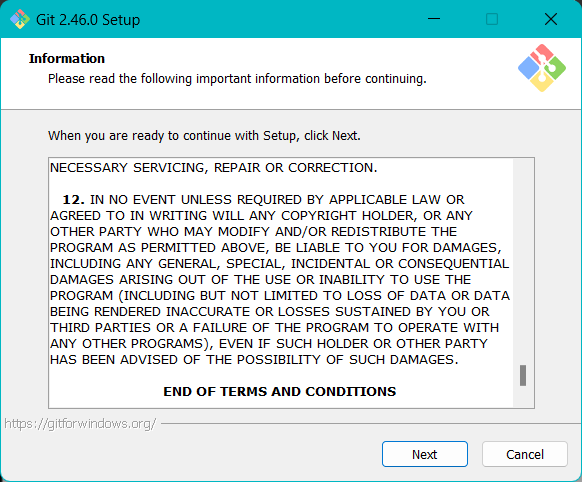 Git 2.46.0 Setup
Information
Please read the following important information before continuing.
When you are ready to continue with Setup, click Next.
NECESSARY SERVICING, REPAIR OR CORRECTION.
12. IN NO EVENT UNLESS REQUIRED BY APPLICABLE LAW OR
AGREED TO IN WRITING WILL ANY COPYRIGHT HOLDER, OR ANY
OTHER PARTY WHO MAY MODIFY AND/OR REDISTRIBUTE THE
PROGRAM AS PERMITTED ABOVE, BE LIABLE TO YOU FOR DAMAGES,
INCLUDING ANY GENERAL, SPECIAL, INCIDENTAL OR CONSEQUENTIAL
DAMAGES ARISING OUT OF THE USE OR INABILITY TO USE THE
PROGRAM (INCLUDING BUT NOT LIMITED TO LOSS OF DATA OR DATA
BEING RENDERED INACCURATE OR LOSSES SUSTAINED BY YOU OR
THIRD PARTIES OR A FAILURE OF THE PROGRAM TO OPERATE WITH
ANY OTHER PROGRAMS), EVEN IF SUCH HOLDER OR OTHER PARTY
HAS BEEN ADVISED OF THE POSSIBILITY OF SUCH DAMAGES.
END OF TERMS AND CONDITIONS
https://gitforwindows.org/
Next
Cancel